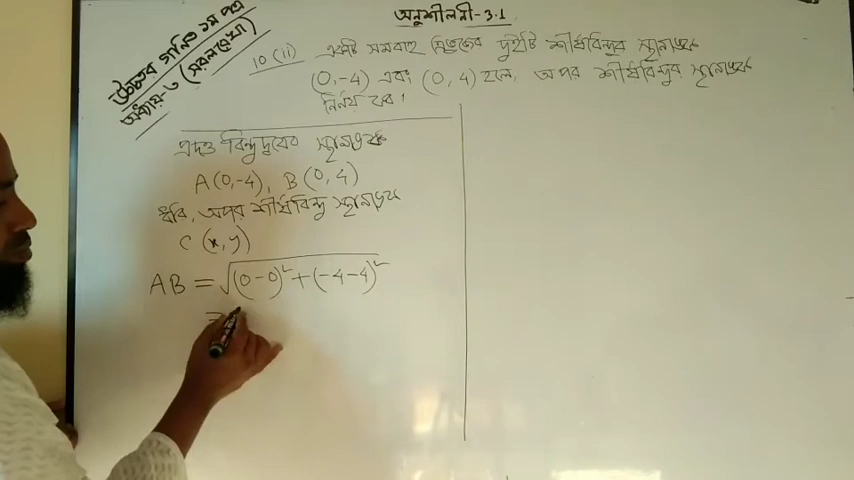 অনুশীলনী-3.1
উচ্চতর গনিত ১ম পত্র
অধ্যায় ৩ (সরলরেখা)
10 (ii) একটি সমবাহু ত্রিভুজের দুইটি শীর্ষবিন্দুর স্থানাঙ্ক
(0,-4) এবং (0, 4) হলে, অপর শীর্ষবিন্দুর স্থানাঙ্ক
নির্ণয় কর।
প্রদত্ত বিন্দুদ্বয়ের স্থানাঙ্ক
A(0,-4), B(0, 4)
ধরি, অপর শীর্ষবিন্দু স্থানাঙ্ক
C (x, y)
AB = √(0-0)² + (-4-4)²
=